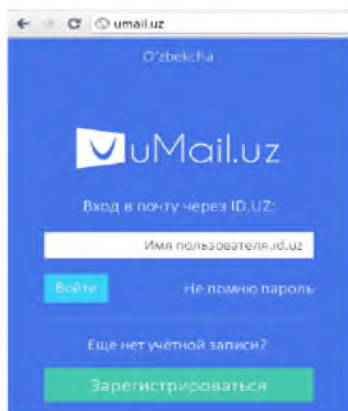 umail.uz
O'zbekcha
uMail.uz
Вход в почту через ID.UZ:
Имя пользователя.id.uz
Войти Не помню пароль
Еще нет учётной записи?
Зарегистрироваться